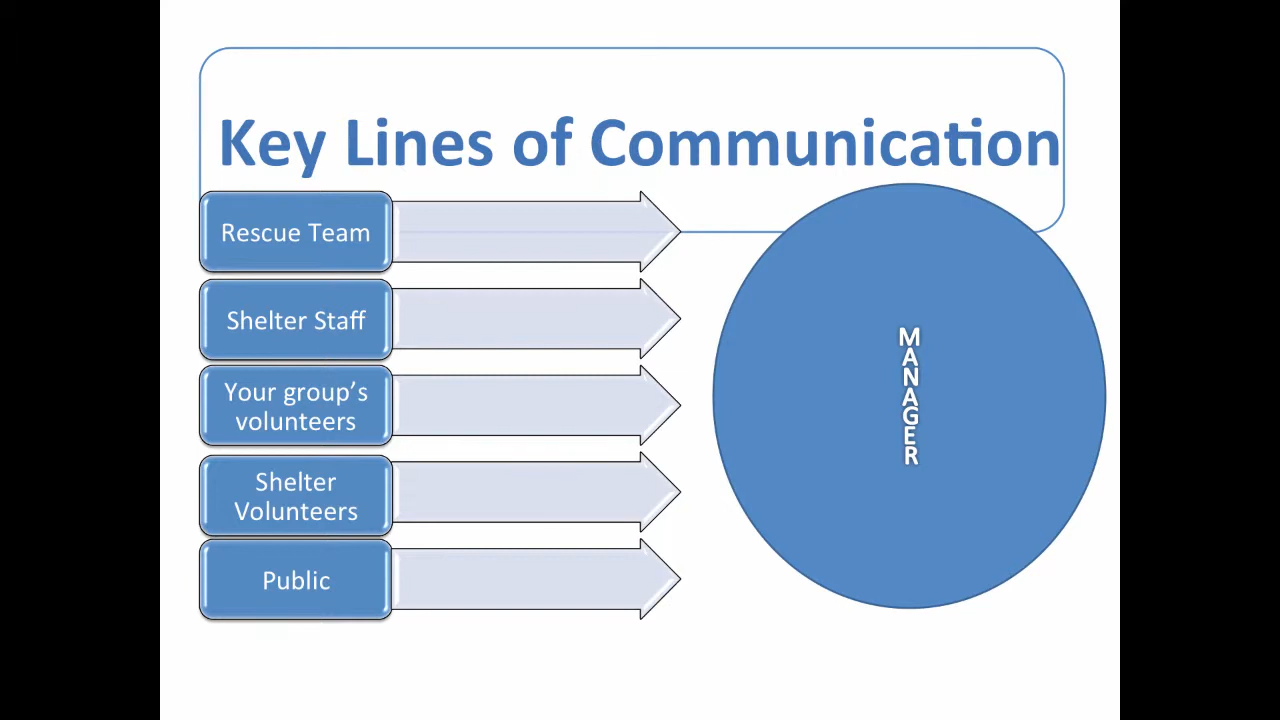 Key Lines of Communication
Rescue Team
Shelter Staff
Your group’s
volunteers
Shelter
Volunteers
Public
MANAGER